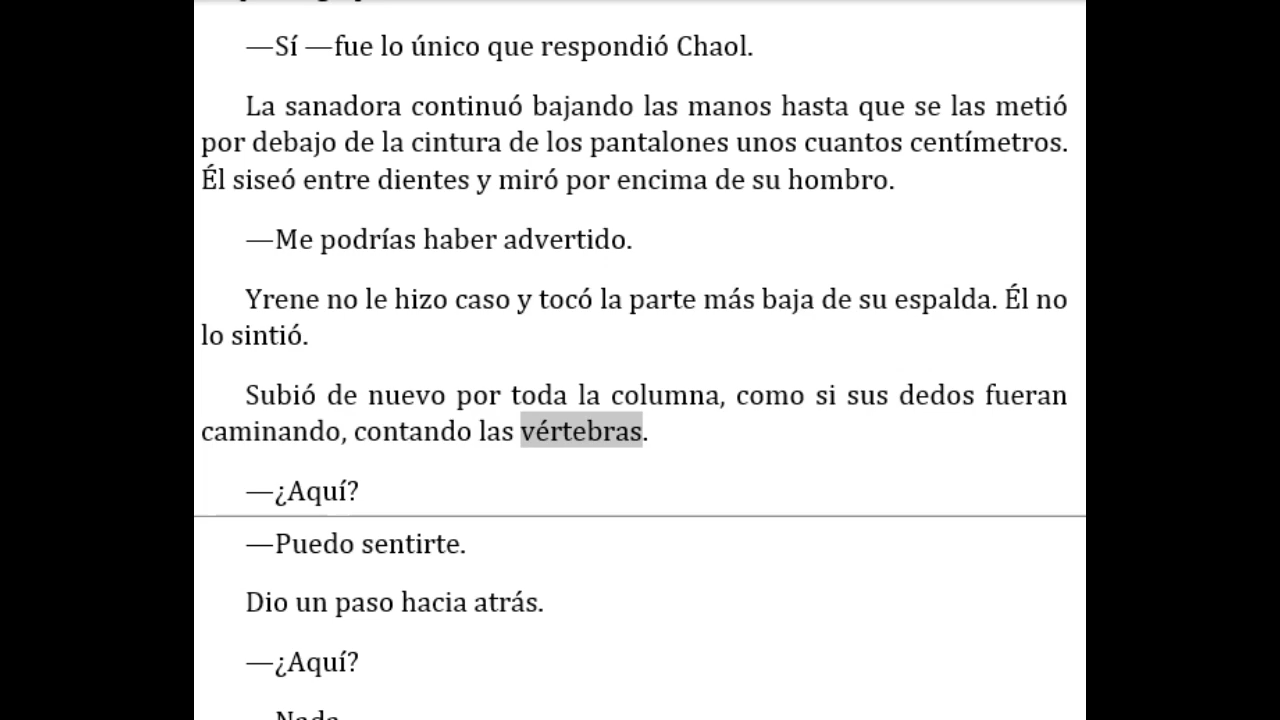 —Sí —fue lo único que respondió Chaol.
La sanadora continuó bajando las manos hasta que se las metió
por debajo de la cintura de los pantalones unos cuantos centímetros.
Él siseó entre dientes y miró por encima de su hombro.
—Me podrías haber advertido.
Yrene no le hizo caso y tocó la parte más baja de su espalda. Él no
lo sintió.
Subió de nuevo por toda la columna, como si sus dedos fueran
caminando, contando las vértebras.
—¿Aquí?
—Puedo sentirte.
Dio un paso hacia atrás.
—¿Aquí?
—Nada.